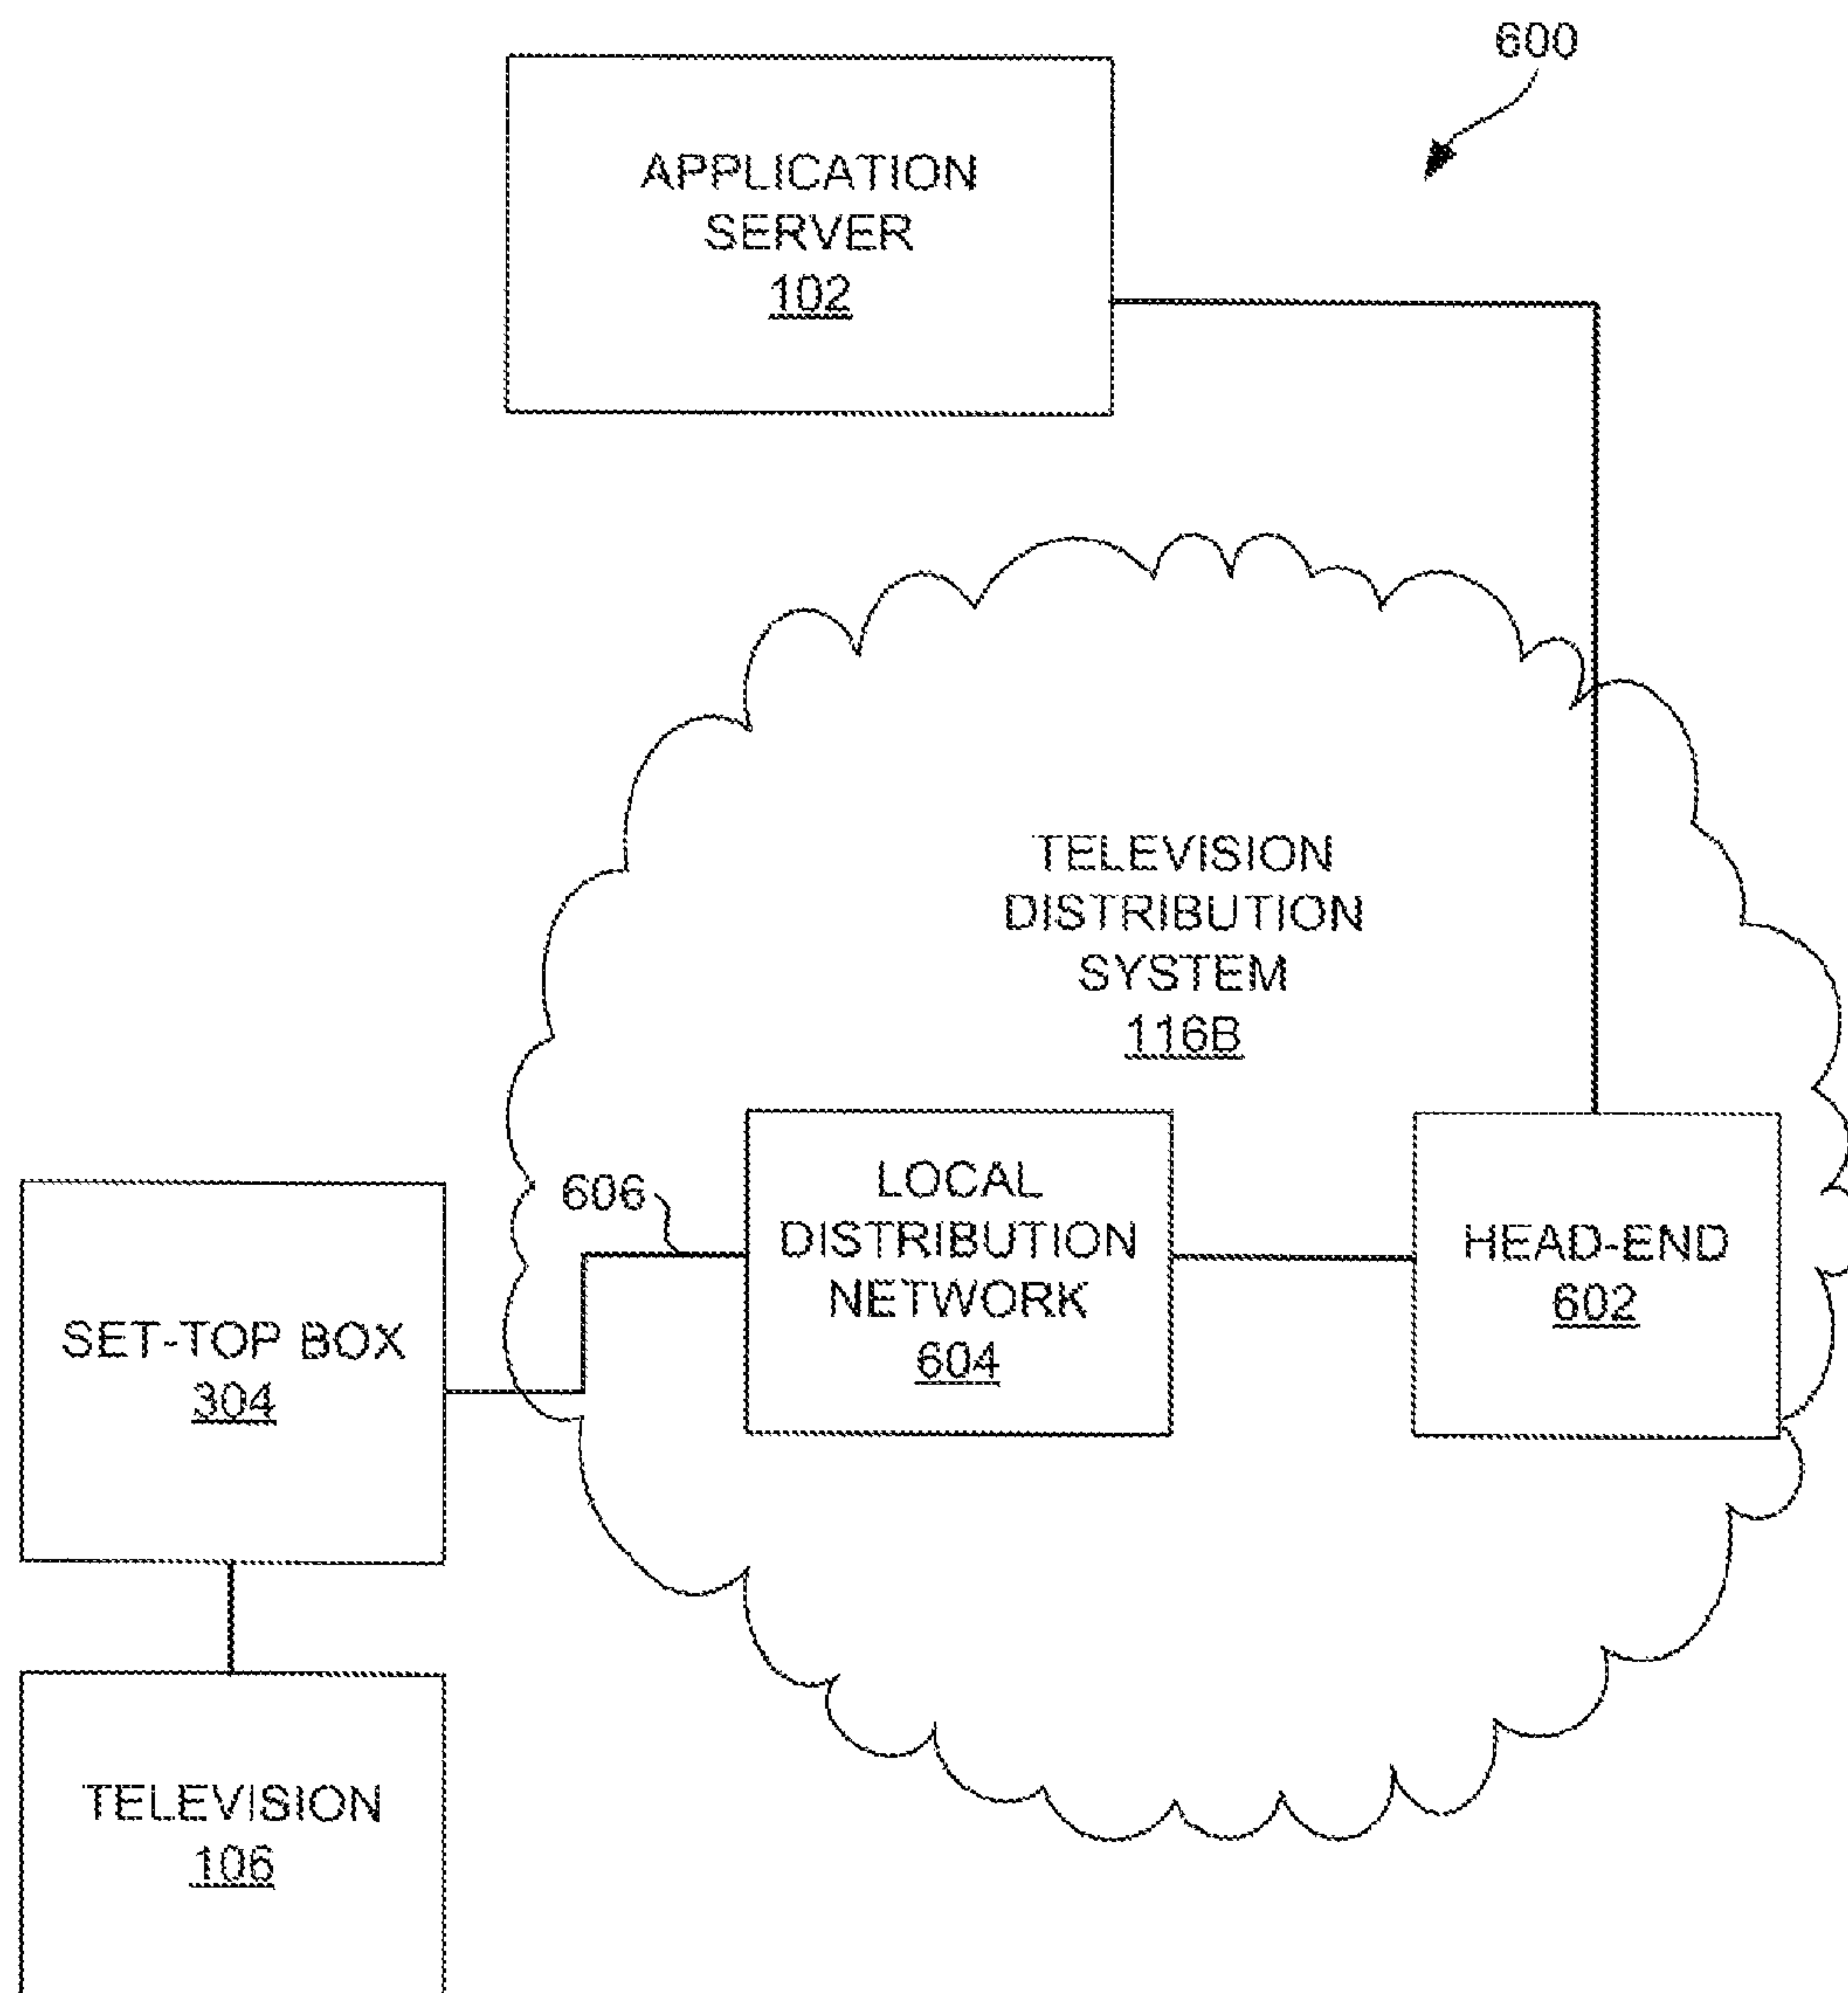 600
APPLICATION
SERVER
102
TELEVISION
DISTRIBUTION
SYSTEM
116B
606
LOCAL
DISTRIBUTION
NETWORK
604
HEAD-END
602
SET-TOP BOX
304
TELEVISION
106